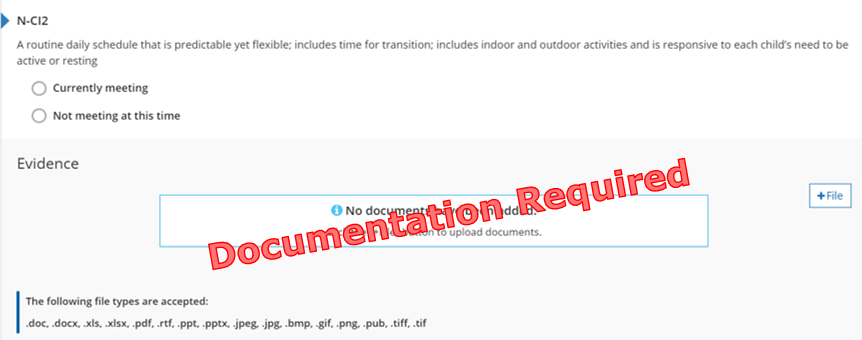 N-CI2
A routine daily schedule that is predictable yet flexible; includes time for transition; includes indoor and outdoor activities and is responsive to each child's need to be
active or resting
Currently meeting
Not meeting at this time
Evidence
+File
No documents
to upload documents.
Documentation Required
The following file types are accepted:
.doc, .docx, .xls, .xlsx, .pdf, .rtf, .ppt, .pptx, .jpeg, .jpg, .bmp, .gif, .png, .pub, .tiff, .tif